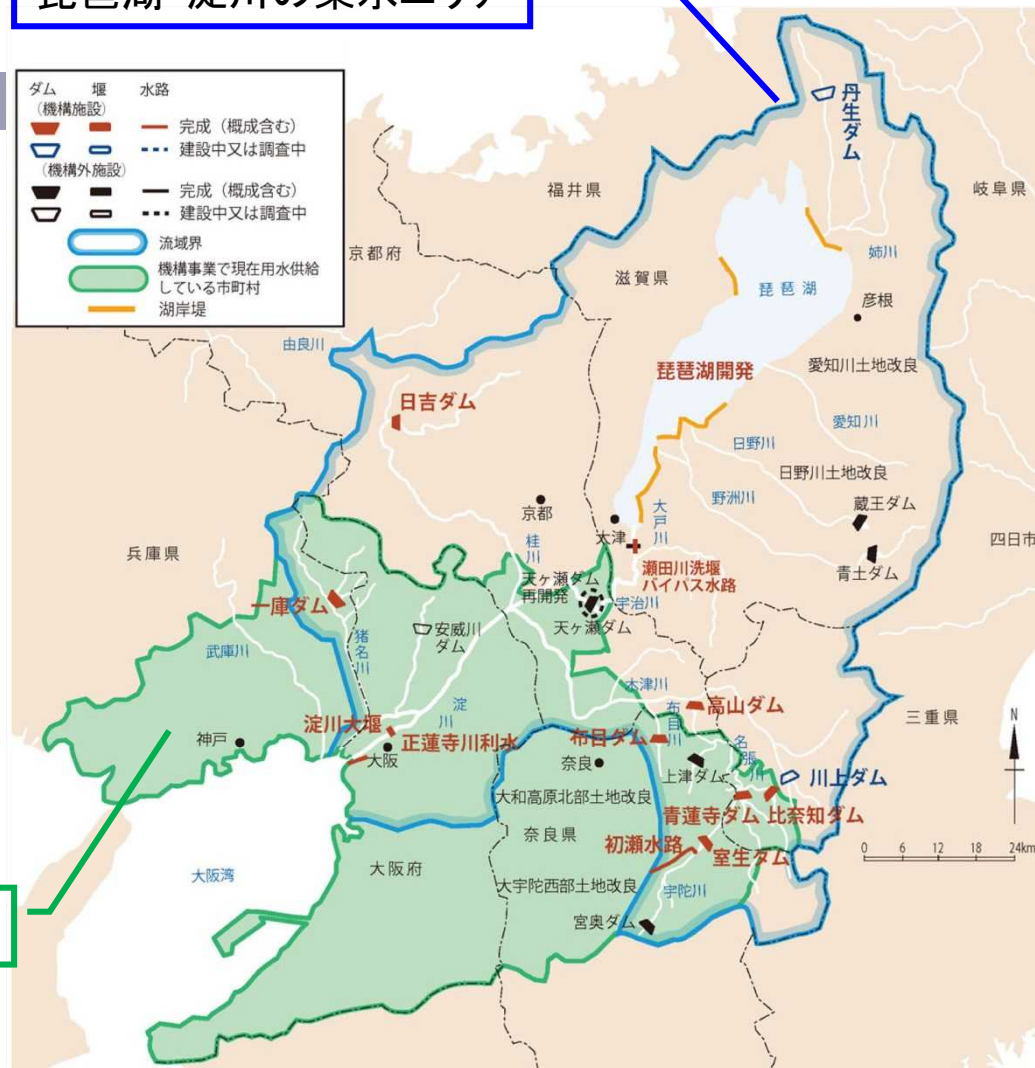 琵琶湖・淀川の集水エリア
ダム 堰 水路
(機構施設)
完成(概成含む)
建設中又は調査中
(機構外施設)
完成(概成含む)
建設中又は調査中
流域界
機構事業で現在用水供給
している市町村
湖岸堤
丹生ダム
福井県
岐阜県
京都府
滋賀県
姉川
琵琶湖
彦根
由良川
琵琶湖開発
愛知川土地改良
日吉ダム
愛知川
日野川
日野川土地改良
野洲川
蔵王ダム
京都
大津
大戸川
四日市
兵庫県
桂川
瀬田川洗堰
バイパス水路
青土ダム
天ヶ瀬ダム
再開発
宇治川
一庫ダム
天ヶ瀬ダム
安威川
ダム
猪名川
武庫川
木津川
淀川
高山ダム
三重県
N
淀川大堰
正蓮寺川利水
布目川
布目ダム
名張川
神戸
大阪
奈良
上津ダム
川上ダム
大和高原北部土地改良
青蓮寺ダム
比奈知ダム
奈良県
初瀬水路
室生ダム
0 6 12 18 24km
大阪湾
大阪府
大宇陀西部土地改良
宇陀川
宮奥ダム